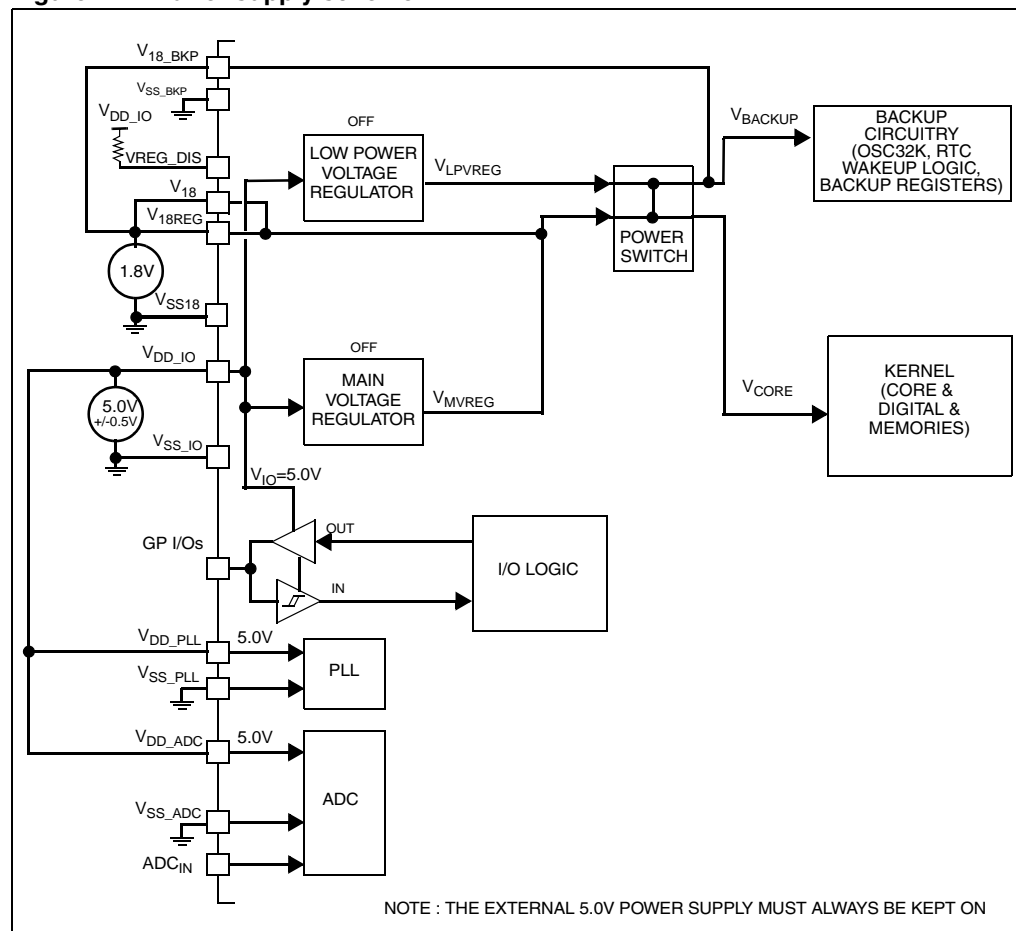 V18_BKP
VSS_BKP
VDD_IO
VREG_DIS
V18
V18REG
1.8V
VSS18
VDD_IO
5.0V
+/-0.5V
VSS_IO
GP I/Os
VDD_PLL
5.0V
VSS_PLL
VDD_ADC
5.0V
VSS_ADC
ADCIN
OFF
LOW POWER
VOLTAGE
REGULATOR
VLPVREG
POWER
SWITCH
VBACKUP
BACKUP
CIRCUITRY
(OSC32K, RTC
WAKEUP LOGIC,
BACKUP REGISTERS)
OFF
MAIN
VOLTAGE
REGULATOR
VMVREG
VCORE
KERNEL
(CORE &
DIGITAL &
MEMORIES)
VIO=5.0V
OUT
IN
I/O LOGIC
PLL
ADC
NOTE : THE EXTERNAL 5.0V POWER SUPPLY MUST ALWAYS BE KEPT ON